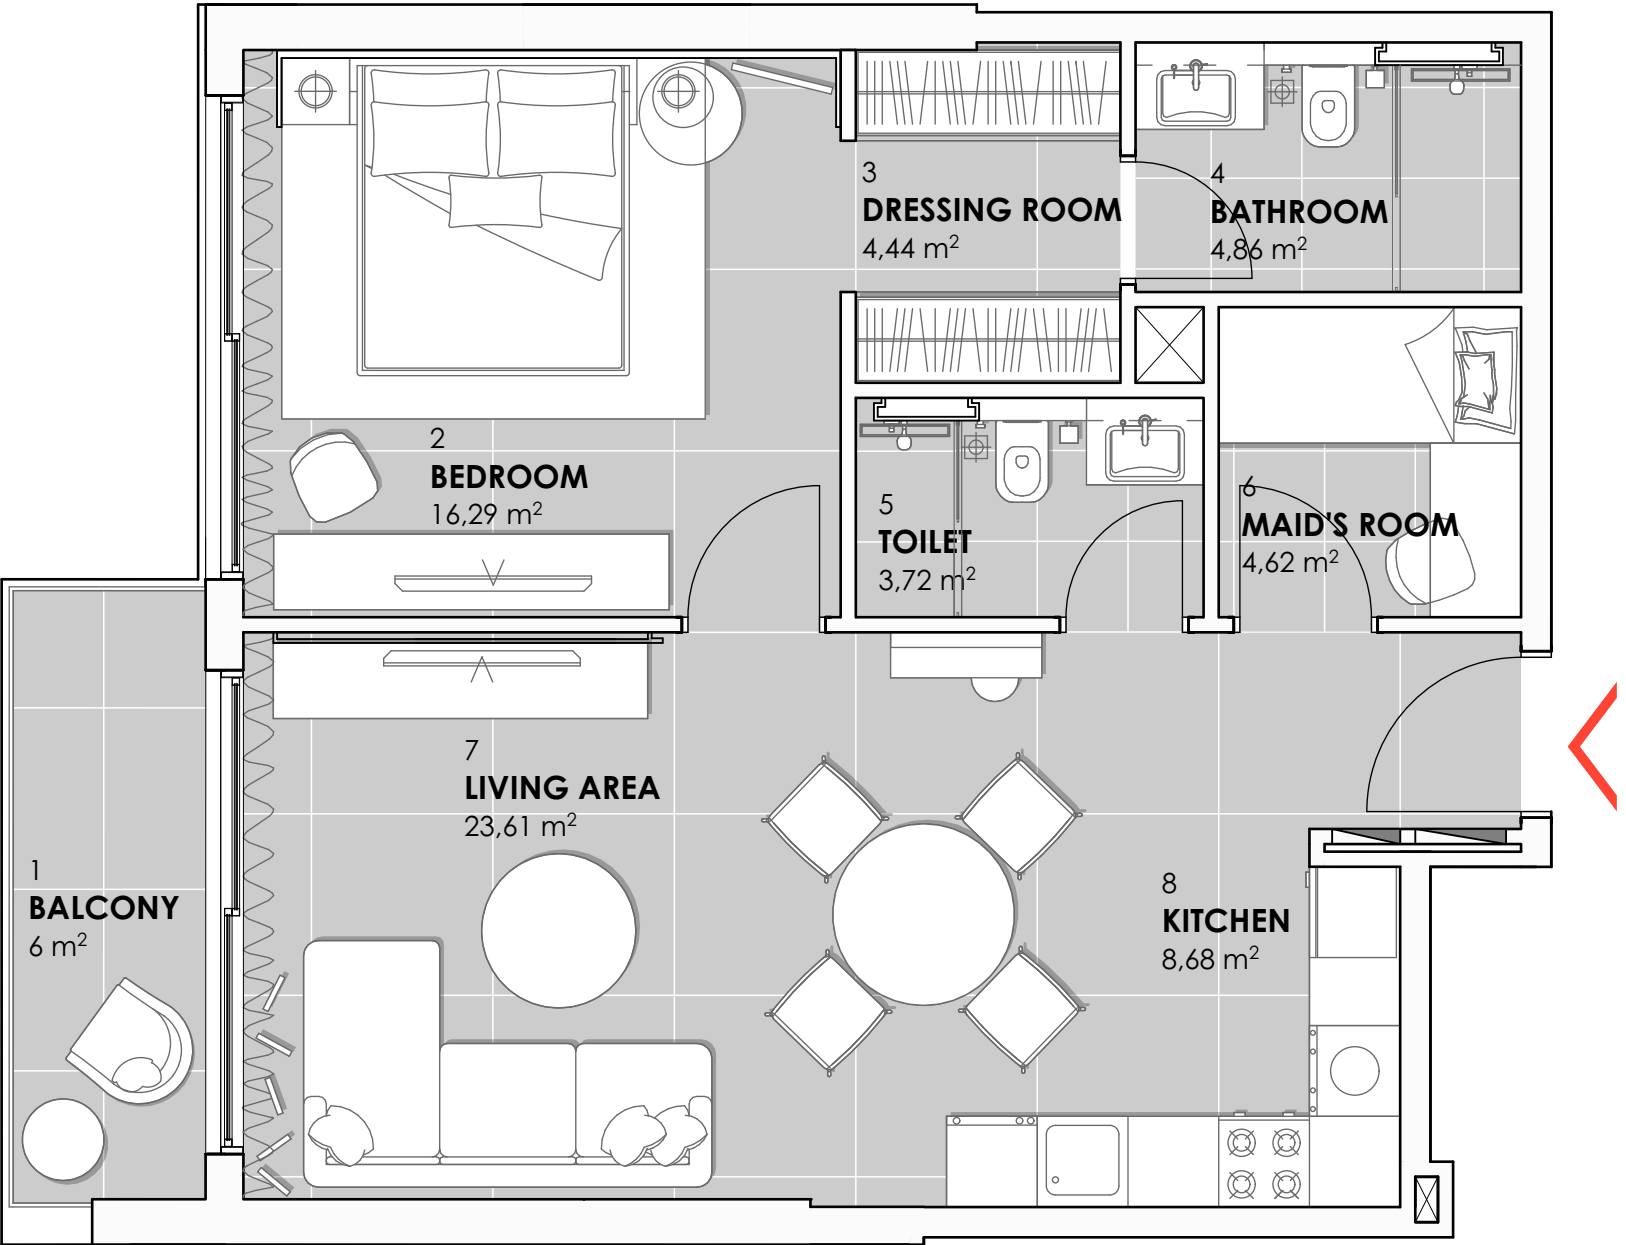 3
DRESSING ROOM
4,44 m²
4
BATHROOM
4,86 m²
2
BEDROOM
16,29 m²
5
TOILET
3,72 m²
6
MAID'S ROOM
4,62 m²
7
LIVING AREA
23,61 m²
1
BALCONY
6 m²
8
KITCHEN
8,68 m²